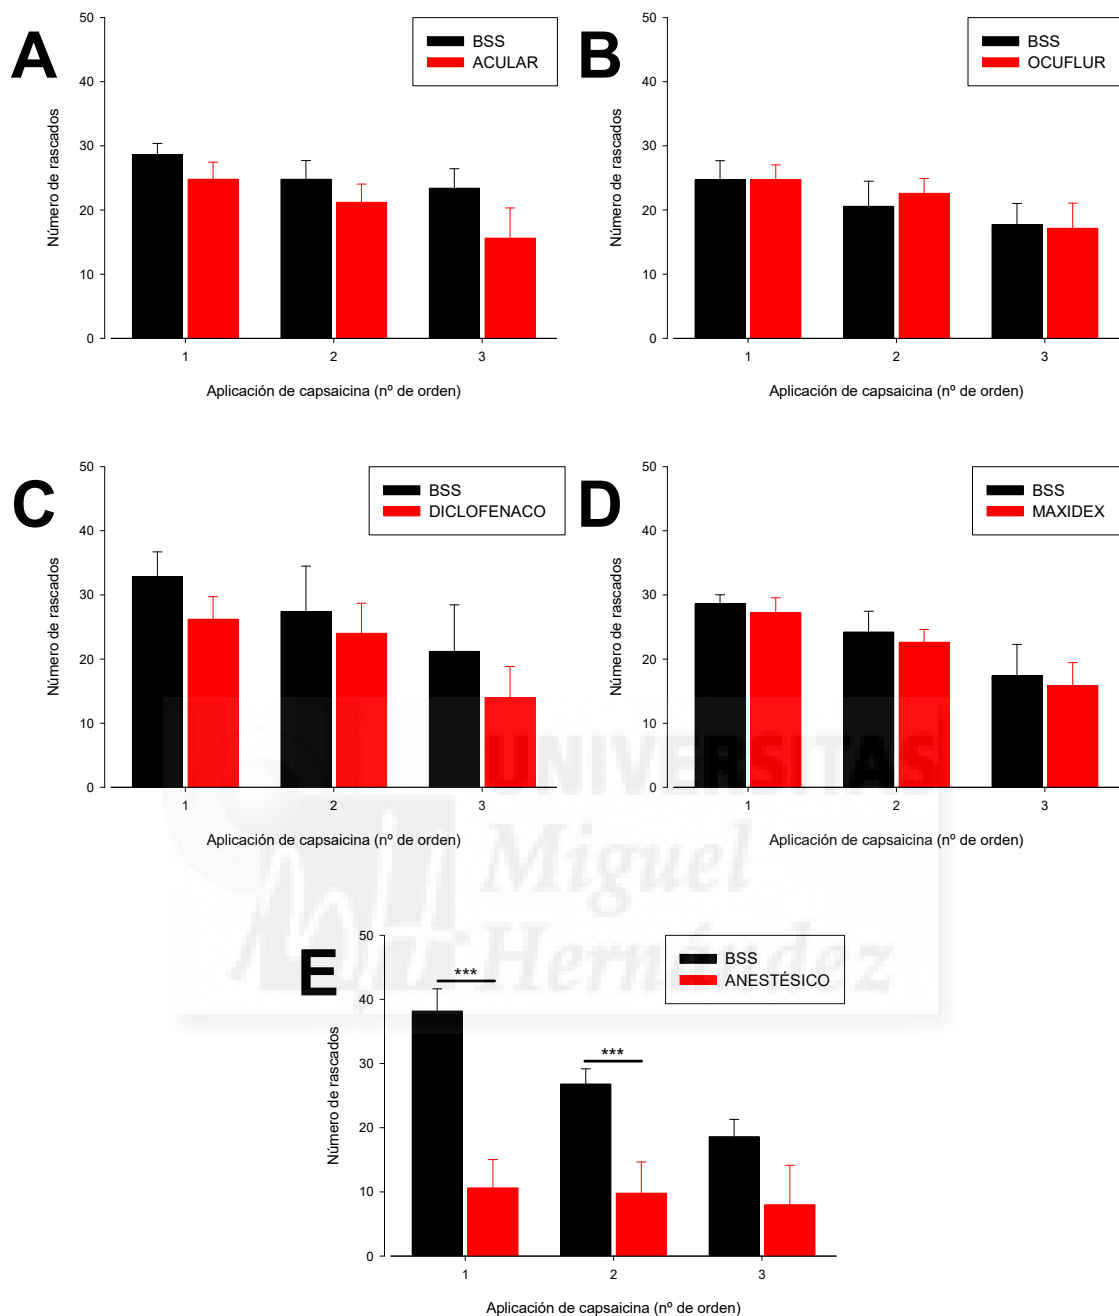 A
50
40
30
20
10
0
Número de rascados
BSS
ACULAR
1 2 3
Aplicación de capsaicina (nº de orden)
B
50
40
30
20
10
0
Número de rascados
BSS
OCUFLUR
1 2 3
Aplicación de capsaicina (nº de orden)
C
50
40
30
20
10
0
Número de rascados
BSS
DICLOFENACO
1 2 3
Aplicación de capsaicina (nº de orden)
D
50
40
30
20
10
0
Número de rascados
BSS
MAXIDEX
1 2 3
Aplicación de capsaicina (nº de orden)
UNIVERSITAS
Miguel
Hernández
E
50
40
30
20
10
0
Número de rascados
BSS
ANESTÉSICO
***
***
1 2 3
Aplicación de capsaicina (nº de orden)